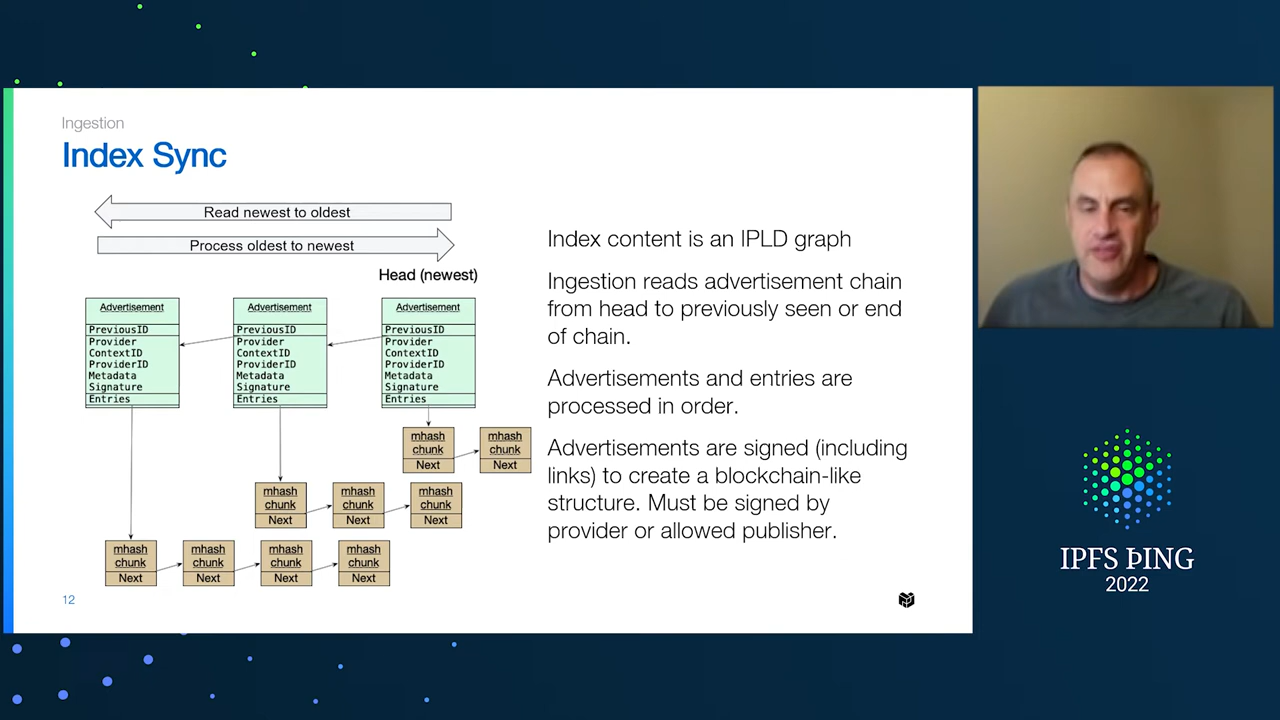 Ingestion
Index Sync
Read newest to oldest
Process oldest to newest
Head (newest)
Advertisement
PreviousID
Provider
ContextID
ProviderID
Metadata
Signature
Entries
Advertisement
PreviousID
Provider
ContextID
ProviderID
Metadata
Signature
Entries
Advertisement
PreviousID
Provider
ContextID
ProviderID
Metadata
Signature
Entries
mhash
chunk
Next
mhash
chunk
Next
mhash
chunk
Next
mhash
chunk
Next
mhash
chunk
Next
mhash
chunk
Next
mhash
chunk
Next
mhash
chunk
Next
mhash
chunk
Next
Index content is an IPLD graph
Ingestion reads advertisement chain
from head to previously seen or end
of chain.
Advertisements and entries are
processed in order.
Advertisements are signed (including
links) to create a blockchain-like
structure. Must be signed by
provider or allowed publisher.
12
IPFS ÞING
2022